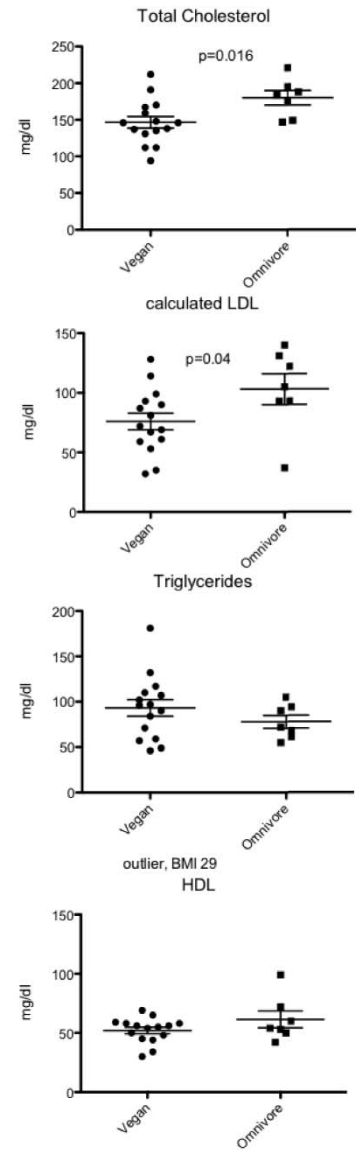 Total Cholesterol
250
p=0.016
200
150
mg/dl
100
50
0
Vegan
Omnivore
calculated LDL
150
p=0.04
100
mg/dl
50
0
Vegan
Omnivore
Triglycerides
200
150
mg/dl
100
50
0
Vegan
Omnivore
outlier, BMI 29
HDL
150
100
mg/dl
50
0
Vegan
Omnivore